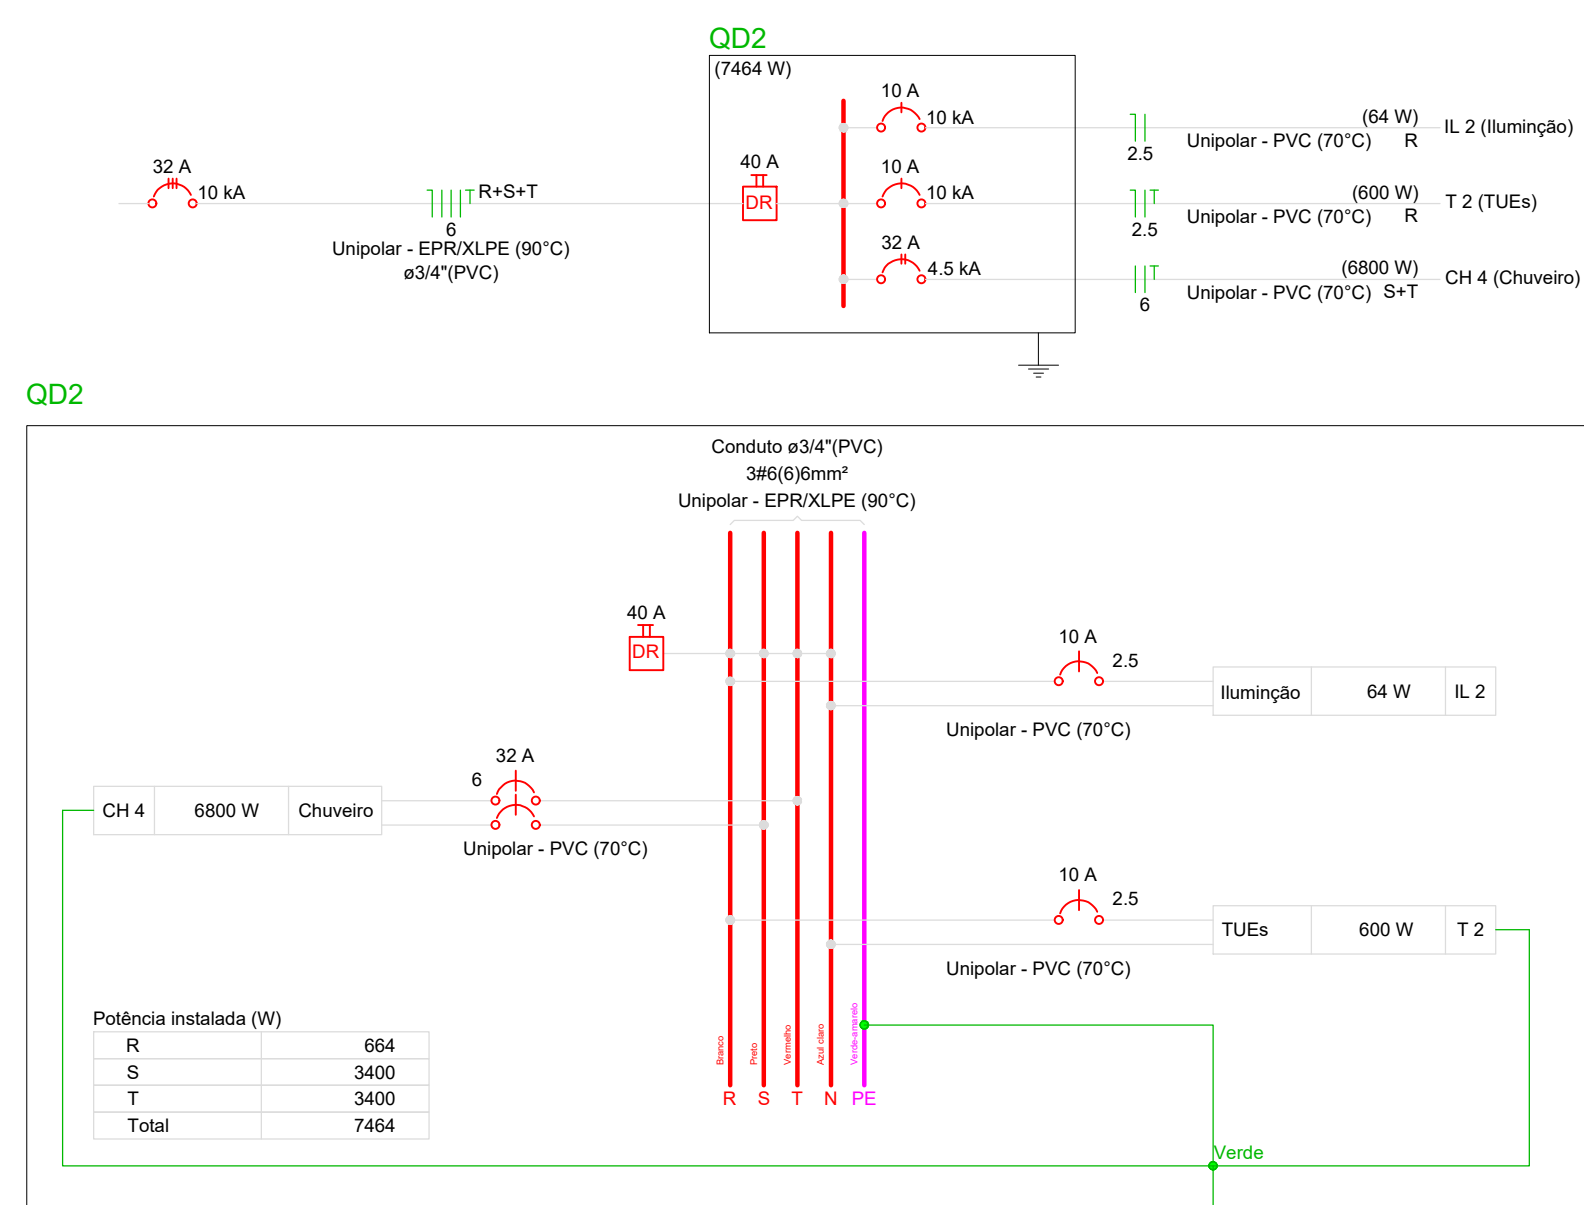 QD2
(7464 W)
10 A
10 kA
(64 W)
IL 2 (Iluminção)
Unipolar - PVC (70°C) R
2.5
32 A
10 kA
R+S+T
6
Unipolar - EPR/XLPE (90°C)
ø3/4"(PVC)
40 A
DR
10 A
10 kA
(600 W)
T 2 (TUEs)
Unipolar - PVC (70°C) R
2.5
32 A
4.5 kA
(6800 W)
CH 4 (Chuveiro)
Unipolar - PVC (70°C) S+T
6
QD2
Conduto ø3/4"(PVC)
3#6(6)6mm²
Unipolar - EPR/XLPE (90°C)
40 A
DR
10 A
2.5
Iluminção 64 W IL 2
Unipolar - PVC (70°C)
32 A
6
CH 4 6800 W Chuveiro
Unipolar - PVC (70°C)
10 A
2.5
TUEs 600 W T 2
Unipolar - PVC (70°C)
Potência instalada (W)
R 664
S 3400
T 3400
Total 7464
Branco
Preto
Vermelho
Azul claro
Verde-amarelo
R S T N PE
Verde